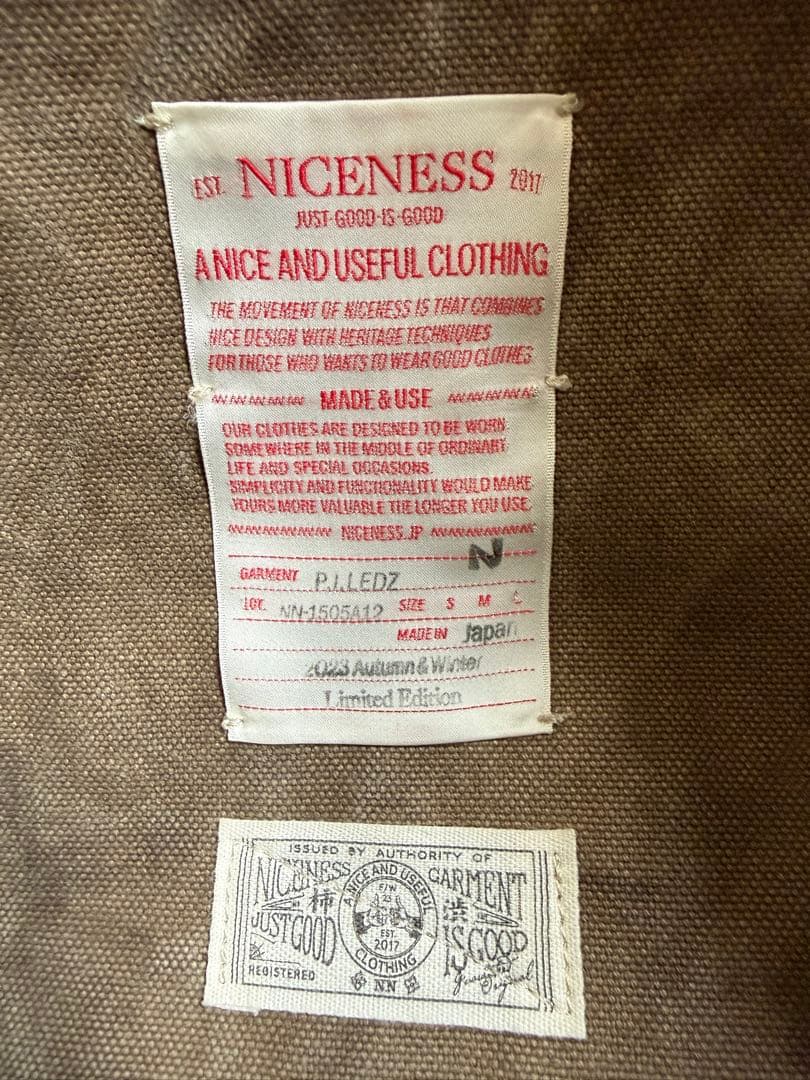 EST. NICENESS 2017
JUST-GOOD-IS-GOOD
A NICE AND USEFUL CLOTHING
THE MOVEMENT OF NICENESS IS THAT COMBINES
NICE DESIGN WITH HERITAGE TECHNIQUES
FOR THOSE WHO WANTS TO WEAR GOOD CLOTHES
MADE & USE
OUR CLOTHES ARE DESIGNED TO BE WORN
SOMEWHERE IN THE MIDDLE OF ORDINARY
LIFE AND SPECIAL OCCASIONS.
SIMPLICITY AND FUNCTIONALITY WOULD MAKE
YOURS MORE VALUABLE THE LONGER YOU USE.
NICENESS.JP
N
GARMENT P.J.LEDZ
LOT. NN-1505A12 SIZE S M L
MADE IN Japan
2023 Autumn & Winter
Limited Edition
ISSUED BY AUTHORITY OF
NICENESS GARMENT
柿 渋
JUST GOOD IS GOOD
A NICE AND USEFUL
F/W
23
EST.
2017
CLOTHING
REGISTERED
NN
Original